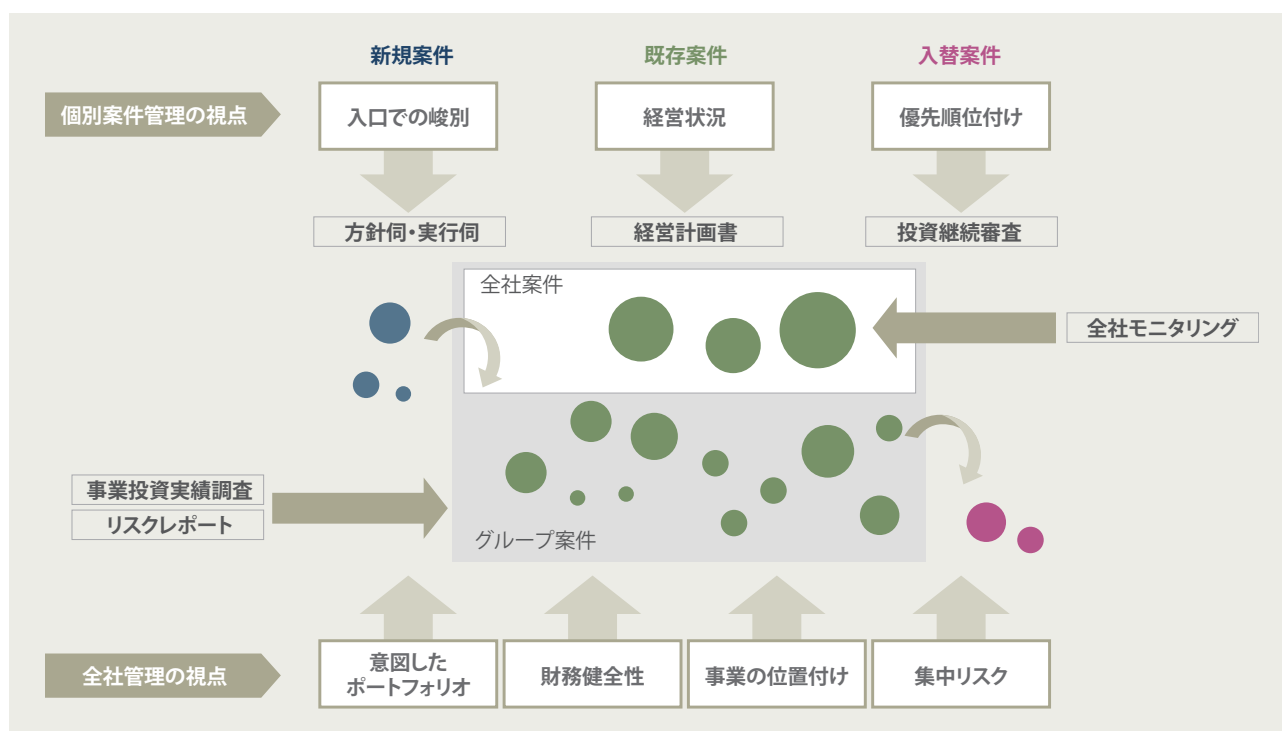 新規案件
既存案件
入替案件
個別案件管理の視点
入口での峻別
経営状況
優先順位付け
方針伺・実行伺
経営計画書
投資継続審査
全社案件
全社モニタリング
事業投資実績調査
リスクレポート
グループ案件
全社管理の視点
意図した
ポートフォリオ
財務健全性
事業の位置付け
集中リスク